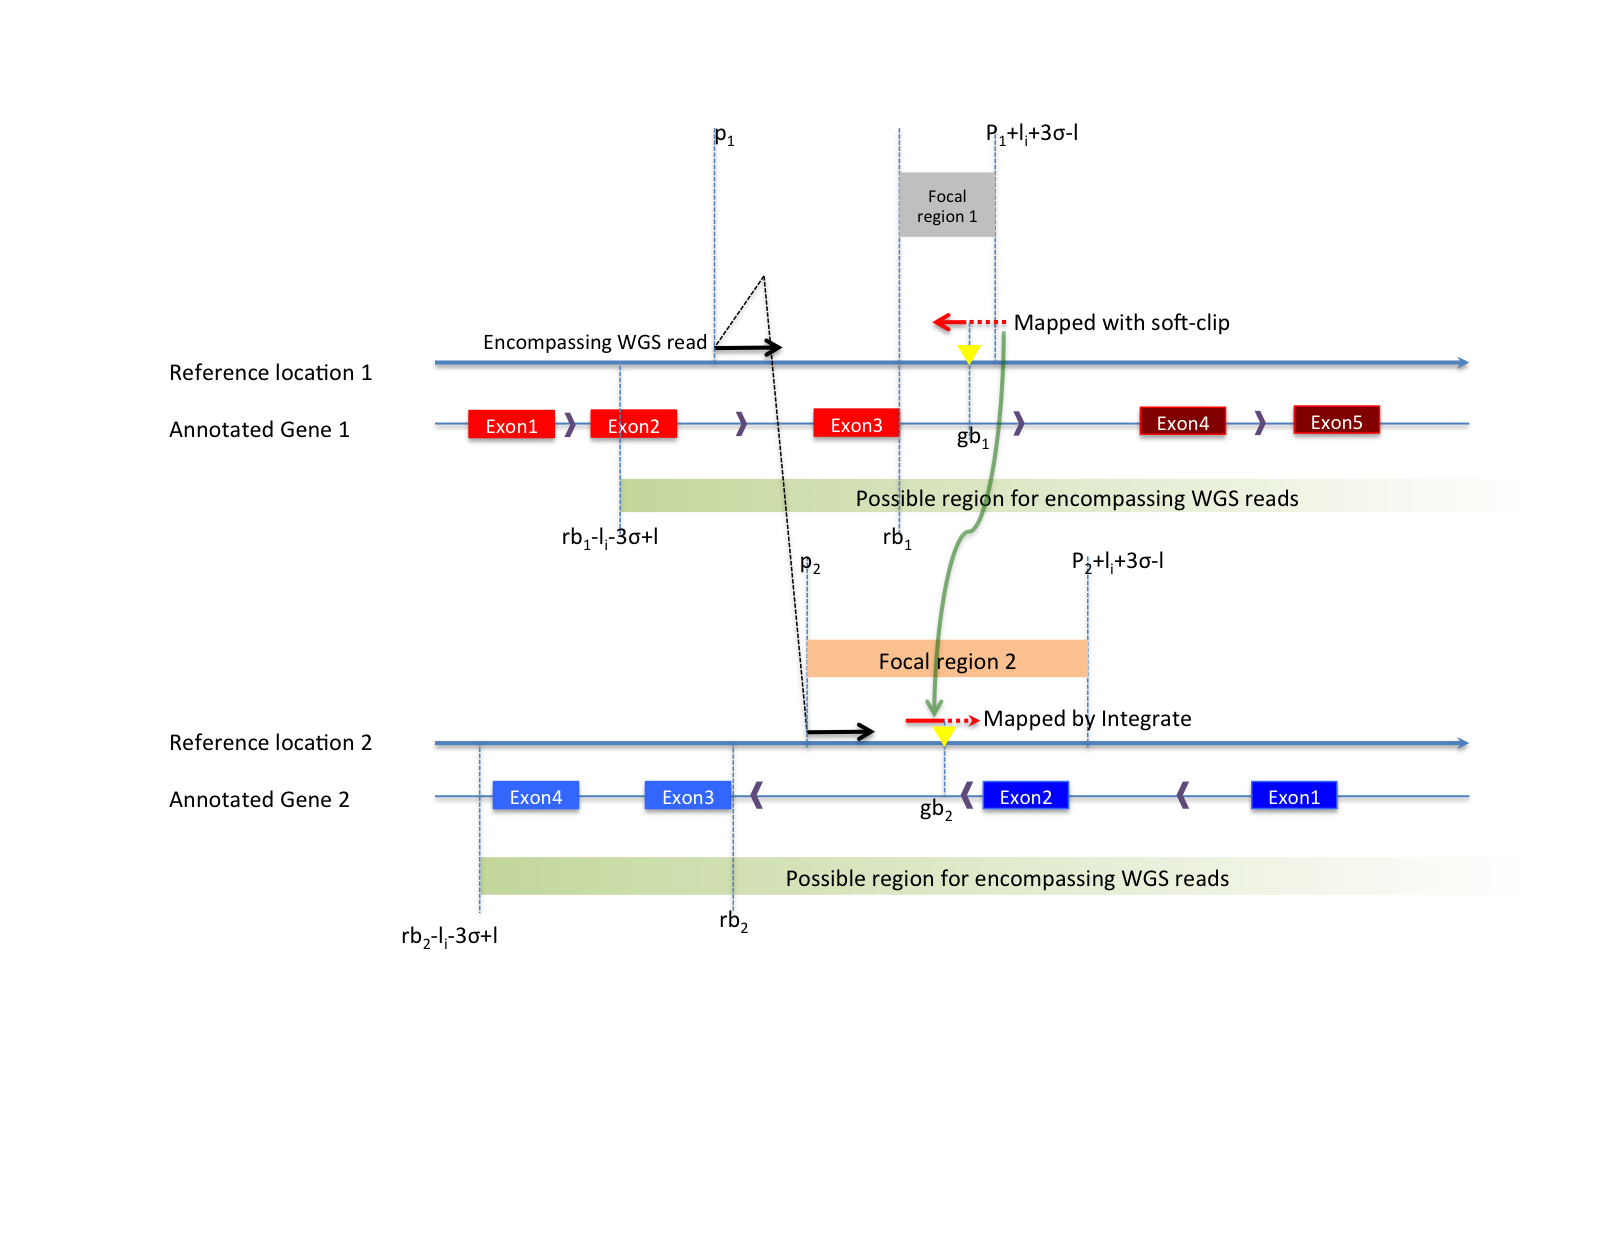 p1
P1+li+3σ-l
Focal
region 1
Mapped with soft-clip
Encompassing WGS read
Reference location 1
Annotated Gene 1
Exon1
Exon2
Exon3
gb1
Exon4
Exon5
Possible region for encompassing WGS reads
rb1-li-3σ+l
rb1
p2
P2+li+3σ-l
Focal region 2
Mapped by Integrate
Reference location 2
Annotated Gene 2
Exon4
Exon3
gb2
Exon2
Exon1
Possible region for encompassing WGS reads
rb2
rb2-li-3σ+l